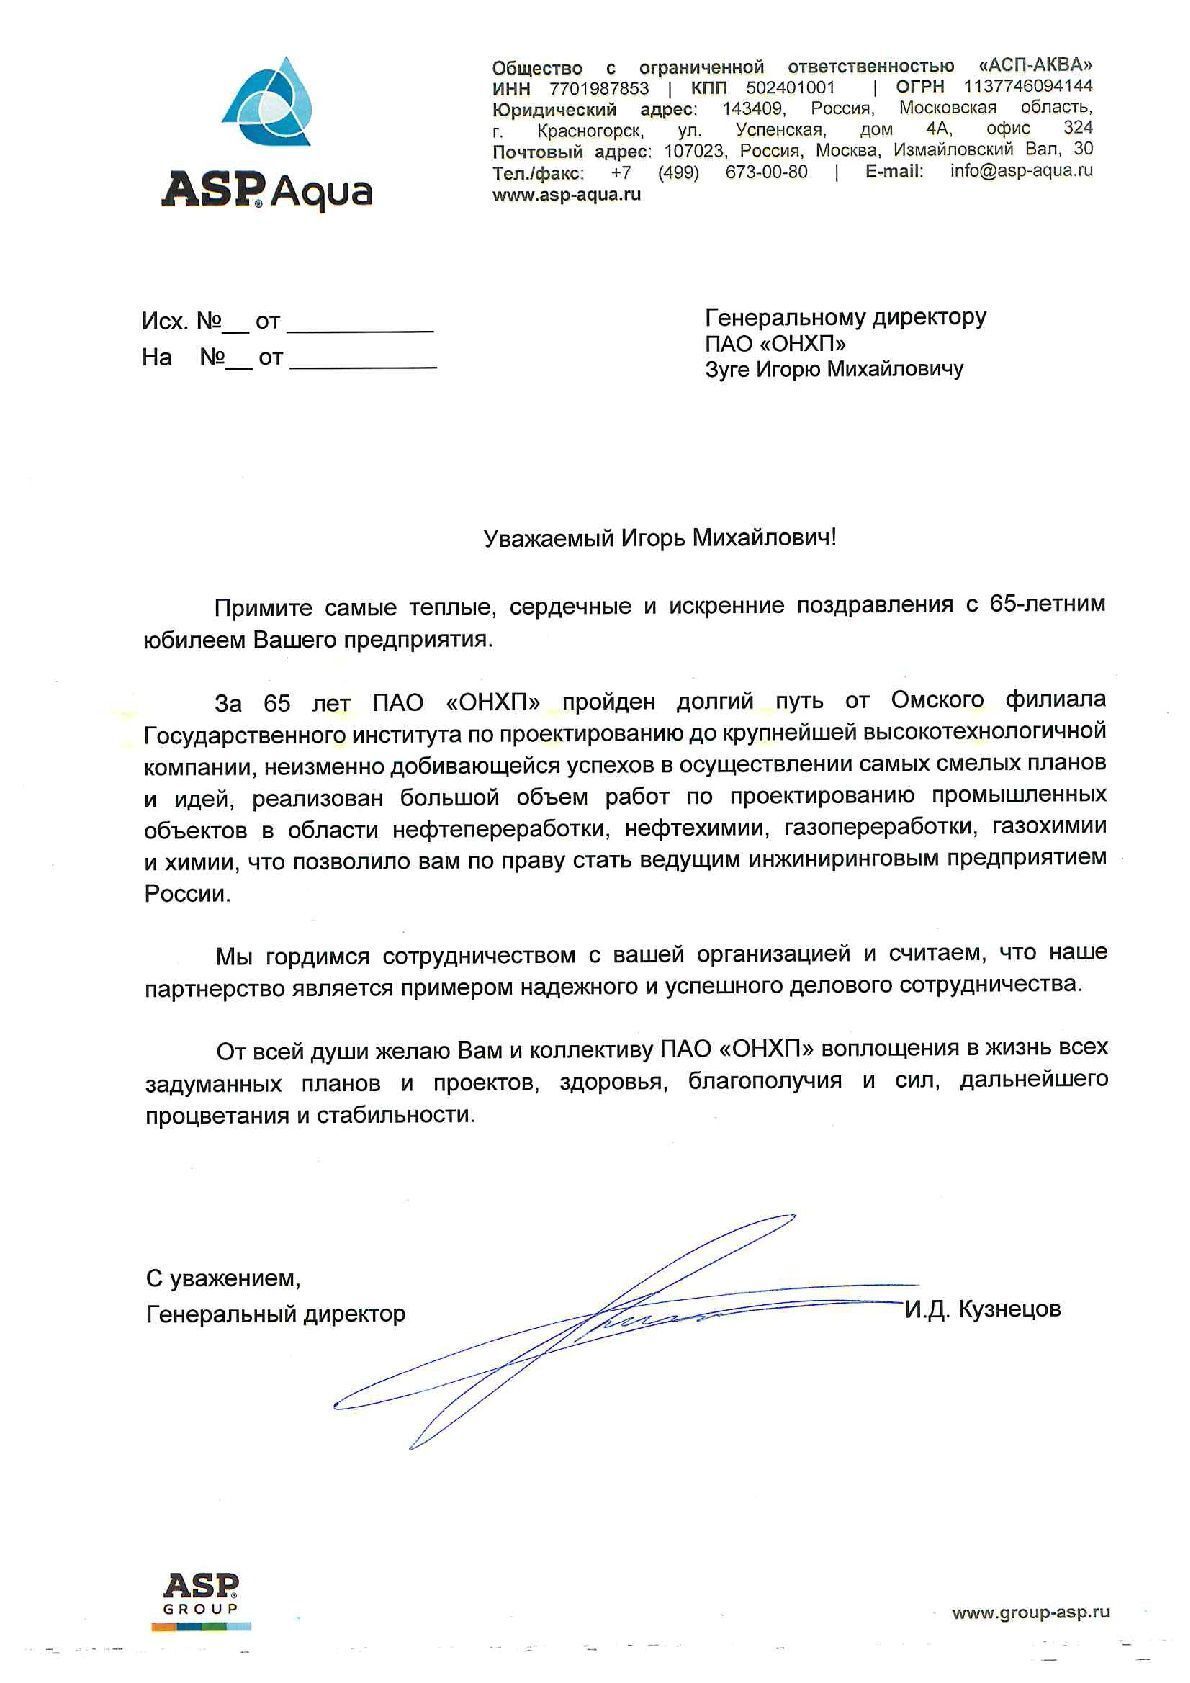 Общество с ограниченной ответственностью «АСП-АКВА»
ИНН 7701987853 | КПП 502401001 | ОГРН 1137746094144
Юридический адрес: 143409, Россия, Московская область,
г. Красногорск, ул. Успенская, дом 4А, офис 324
Почтовый адрес: 107023, Россия, Москва, Измайловский Вал, 30
Тел./факс: +7 (499) 673-00-80 | E-mail: info@asp-aqua.ru
www.asp-aqua.ru
ASP® Aqua
Исх. №__ от ___________
На №__ от ___________
Генеральному директору
ПАО «ОНХП»
Зуге Игорю Михайловичу
Уважаемый Игорь Михайлович!
Примите самые теплые, сердечные и искренние поздравления с 65-летним
юбилеем Вашего предприятия.
За 65 лет ПАО «ОНХП» пройден долгий путь от Омского филиала
Государственного института по проектированию до крупнейшей высокотехнологичной
компании, неизменно добивающейся успехов в осуществлении самых смелых планов
и идей, реализован большой объем работ по проектированию промышленных
объектов в области нефтепереработки, нефтехимии, газопереработки, газохимии
и химии, что позволило вам по праву стать ведущим инжиниринговым предприятием
России.
Мы гордимся сотрудничеством с вашей организацией и считаем, что наше
партнерство является примером надежного и успешного делового сотрудничества.
От всей души желаю Вам и коллективу ПАО «ОНХП» воплощения в жизнь всех
задуманных планов и проектов, здоровья, благополучия и сил, дальнейшего
процветания и стабильности.
С уважением,
Генеральный директор
И.Д. Кузнецов
ASP®
GROUP
www.group-asp.ru